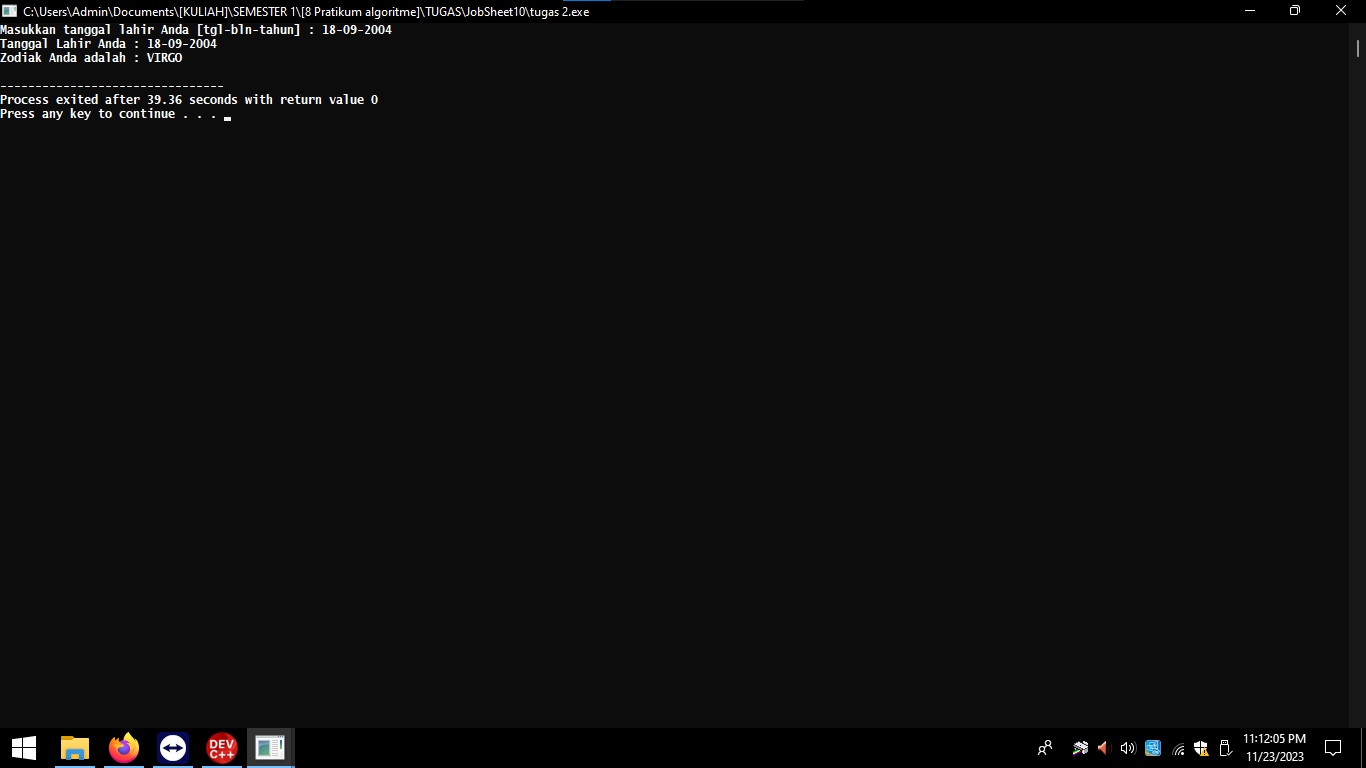 C:\Users\Admin\Documents\[KULIAH]\SEMESTER 1\[8 Pratikum algoritme]\TUGAS\JobSheet10\tugas 2.exe
Masukkan tanggal lahir Anda [tgl-bln-tahun] : 18-09-2004
Tanggal Lahir Anda : 18-09-2004
Zodiak Anda adalah : VIRGO
--------------------------------
Process exited after 39.36 seconds with return value 0
Press any key to continue . . .
DEV
C++
11:12:05 PM
11/23/2023